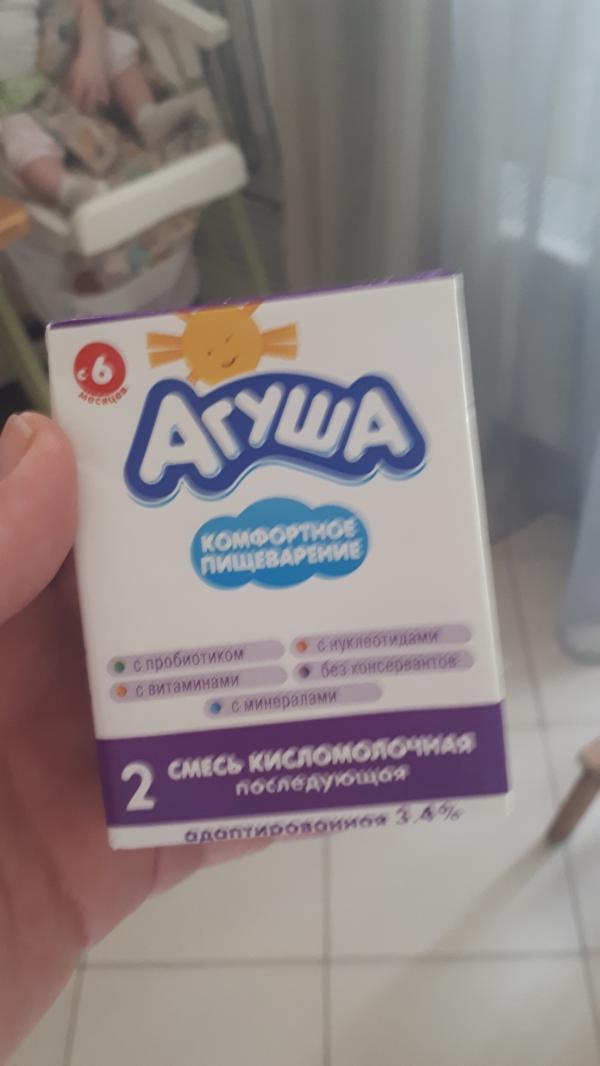 с 6
месяцев
АГУША
КОМФОРТНОЕ
ПИЩЕВАРЕНИЕ
с пробиотиком
с нуклеотидами
с витаминами
без консервантов
с минералами
2 СМЕСЬ КИСЛОМОЛОЧНАЯ
последующая
адаптированная 3.4%